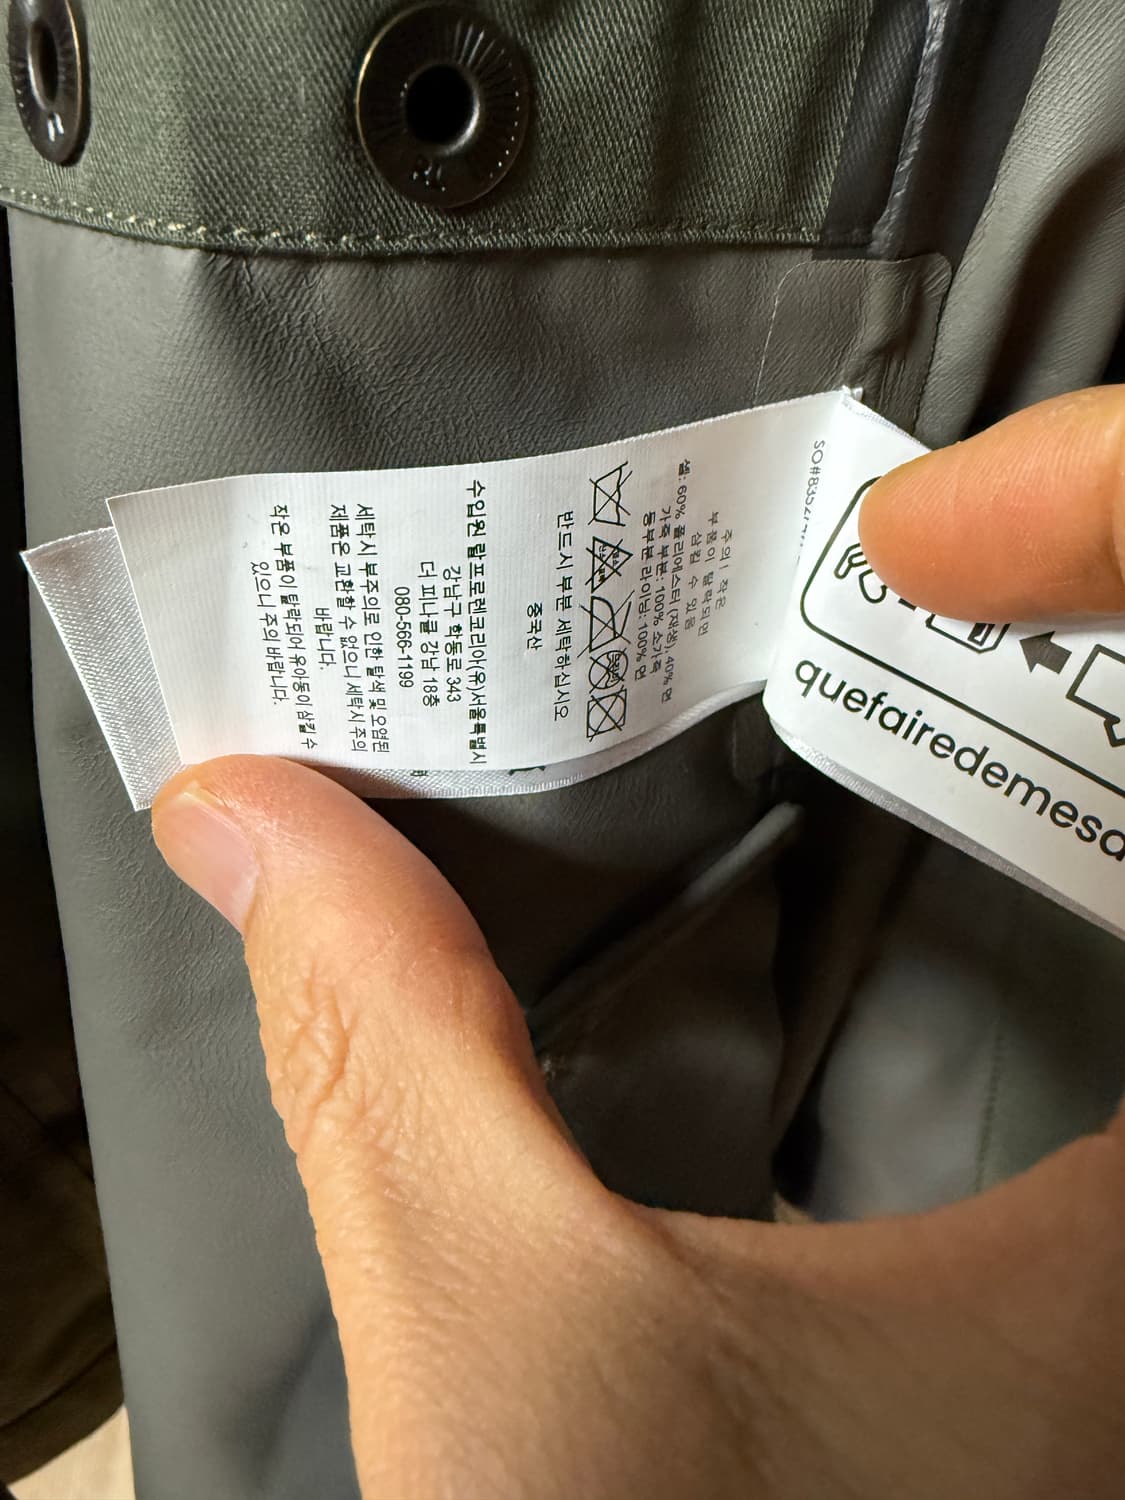 주의! 작은
부품이 탈락되면
삼킬 수 있음
쉘: 60% 폴리에스터(재생), 40% 면
가죽 부분: 100% 소가죽
등부분 라이닝: 100% 면
반드시 부분 세탁하십시오
중국산
수입원 랄프로렌코리아(유)서울특별시
강남구 학동로 343
더 피나클 강남 18층
080-566-1199
세탁시 부주의로 인한 탈색 및 오염된
제품은 교환할 수 없으니 세탁시 주의
바랍니다.
작은 부품이 탈락되어 유아동이 삼킬 수
있으니 주의 바랍니다.
quefairedemesd